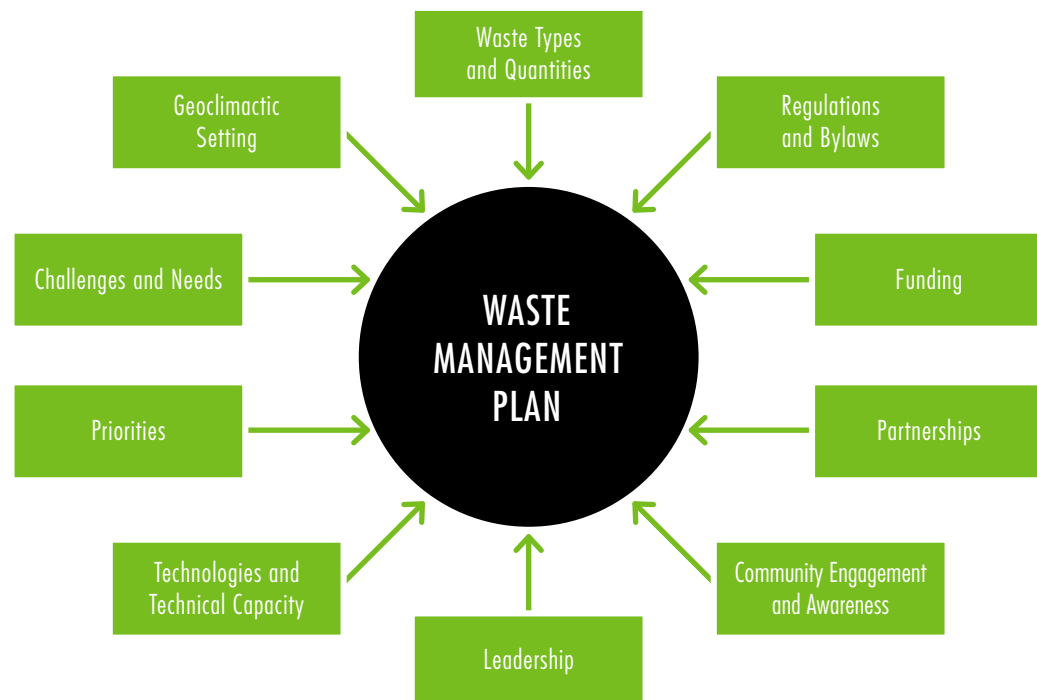 Waste Types
and Quantities
Geoclimactic
Setting
Regulations
and Bylaws
Challenges and Needs
Funding
WASTE
MANAGEMENT
PLAN
Priorities
Partnerships
Technologies and
Technical Capacity
Community Engagement
and Awareness
Leadership